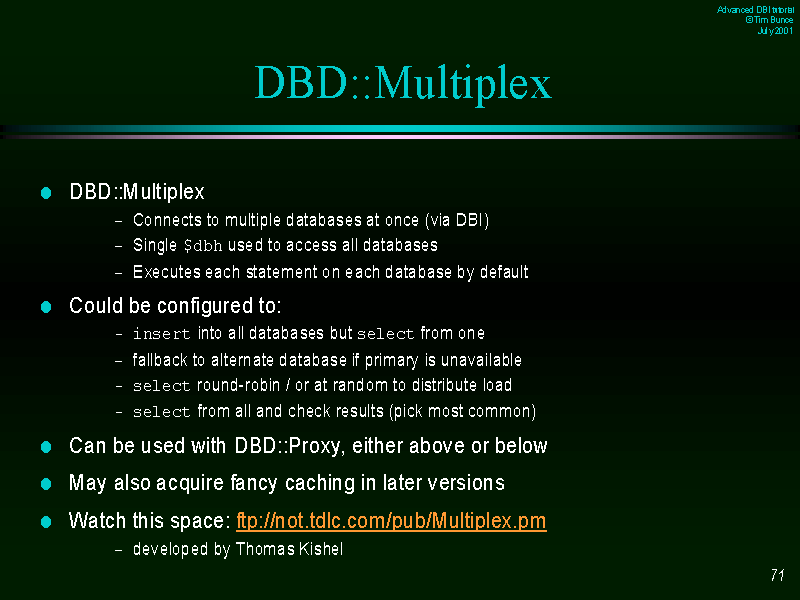 Advanced DBI tutorial
© Tim Bunce
July 2001
DBD::Multiplex
DBD::Multiplex
– Connects to multiple databases at once (via DBI)
– Single $dbh used to access all databases
– Executes each statement on each database by default
Could be configured to:
– insert into all databases but select from one
– fallback to alternate database if primary is unavailable
– select round-robin / or at random to distribute load
– select from all and check results (pick most common)
Can be used with DBD::Proxy, either above or below
May also acquire fancy caching in later versions
Watch this space: ftp://not.tdlc.com/pub/Multiplex.pm
– developed by Thomas Kishel
71